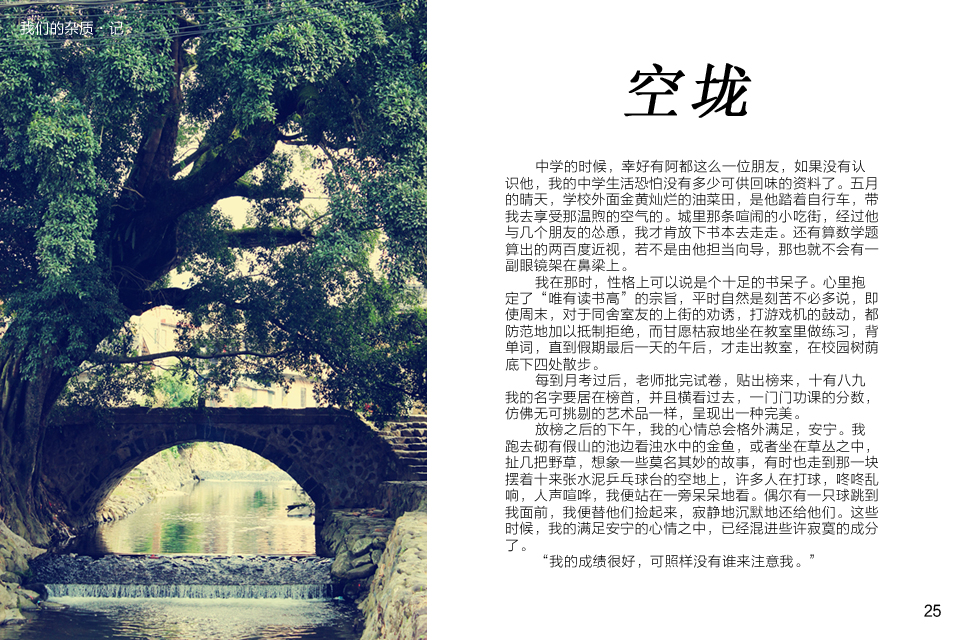 我们的杂质·记
空垅
中学的时候，幸好有阿都这么一位朋友，如果没有认
识他，我的中学生活恐怕没有多少可供回味的资料了。五月
的晴天，学校外面金黄灿烂的油菜田，是他踏着自行车，带
我去享受那温煦的空气的。城里那条喧闹的小吃街，经过他
与几个朋友的怂恿，我才肯放下书本去走走。还有算数学题
算出的两百度近视，若不是由他担当向导，那也就不会有一
副眼镜架在鼻梁上。
我在那时，性格上可以说是个十足的书呆子。心里抱
定了“唯有读书高”的宗旨，平时自然是刻苦不必多说，即
使周末，对于同舍室友的上街的劝诱，打游戏机的鼓动，都
防范地加以抵制拒绝，而甘愿枯寂地坐在教室里做练习，背
单词，直到假期最后一天的午后，才走出教室，在校园树荫
底下四处散步。
每到月考过后，老师批完试卷，贴出榜来，十有八九
我的名字要居在榜首，并且横看过去，一门门功课的分数，
仿佛无可挑剔的艺术品一样，呈现出一种完美。
放榜之后的下午，我的心情总会格外满足，安宁。我
跑去砌有假山的池边看浊水中的金鱼，或者坐在草丛之中，
扯几把野草，想象一些莫名其妙的故事，有时也走到那一块
摆着十来张水泥乒乓球台的空地上，许多人在打球，咚咚乱
响，人声喧哗，我便站在一旁呆呆地看。偶尔有一只球跳到
我面前，我便替他们捡起来，寂静地沉默地还给他们。这些
时候，我的满足安宁的心情之中，已经混进些许寂寞的成分
了。
“我的成绩很好，可照样没有谁来注意我。”
25